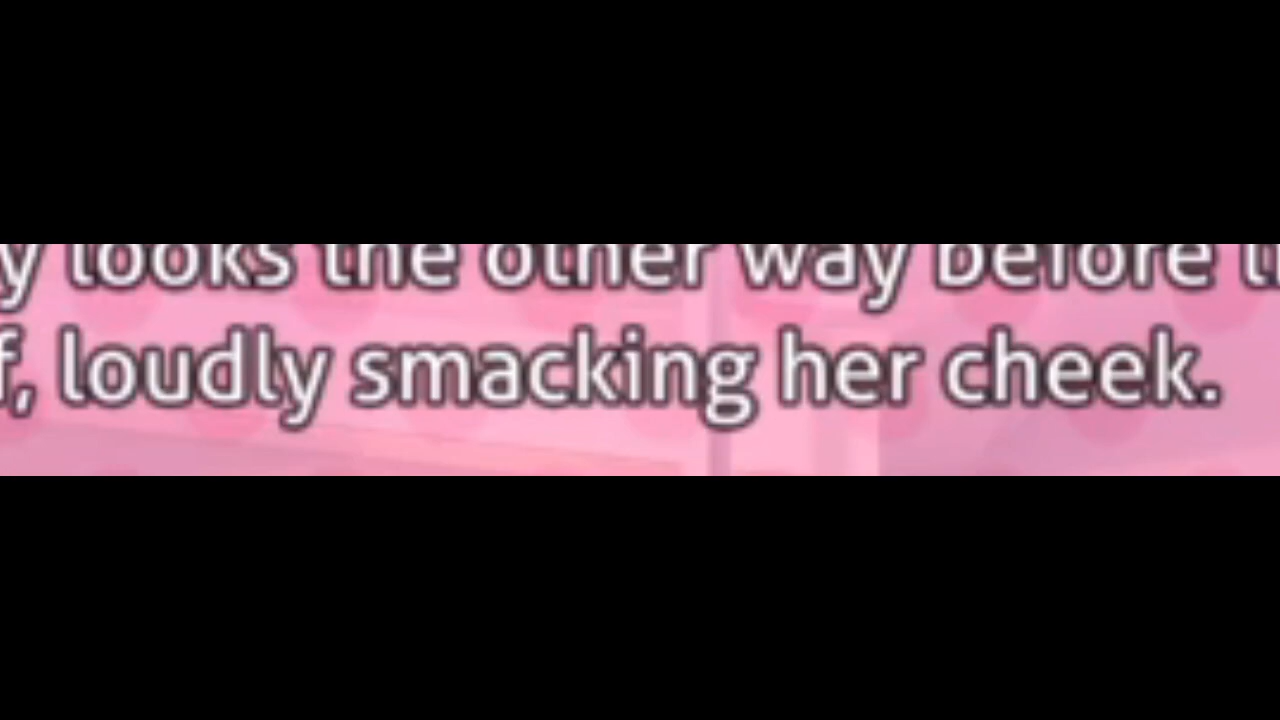 y looks the other way before
f, loudly smacking her cheek.